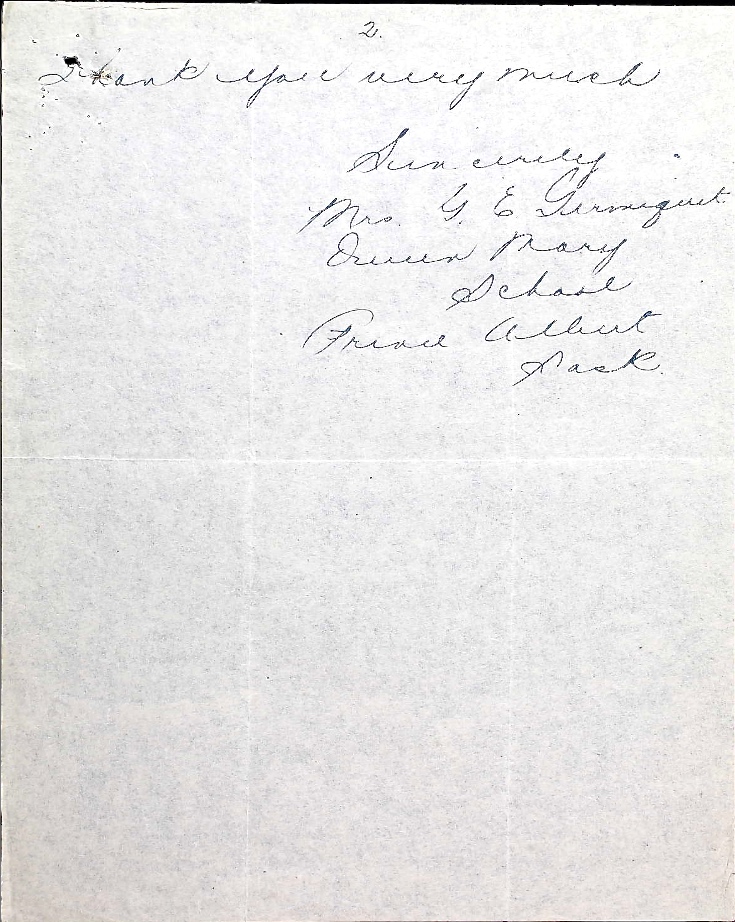 2.
Thank you very much
Sincerely
Mrs. G. E
Queen Mary
School
Prince Albert
Sask.